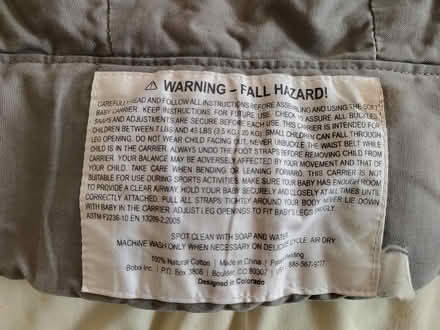 ⚠ WARNING – FALL HAZARD!
CAREFULLY READ AND FOLLOW ALL INSTRUCTIONS BEFORE ASSEMBLING AND USING THE SOFT
BABY CARRIER. KEEP INSTRUCTIONS FOR FUTURE USE. CHECK TO ASSURE ALL BUCKLES,
SNAPS AND ADJUSTMENTS ARE SECURE BEFORE EACH USE. THIS CARRIER IS INTENDED FOR
CHILDREN BETWEEN 7 LBS AND 45 LBS (3.5 KG - 20 KG). SMALL CHILDREN CAN FALL THROUGH
LEG OPENING. DO NOT WEAR CHILD FACING OUT. NEVER UNBUCKLE THE WAIST BELT WHILE
CHILD IS IN THE CARRIER. ALWAYS UNDO THE FOOT STRAPS BEFORE REMOVING CHILD FROM
CARRIER. YOUR BALANCE MAY BE ADVERSELY AFFECTED BY YOUR MOVEMENT AND THAT OF
YOUR CHILD. TAKE CARE WHEN BENDING OR LEANING FORWARD. THIS CARRIER IS NOT
SUITABLE FOR USE DURING SPORTS ACTIVITIES. MAKE SURE YOUR BABY HAS ENOUGH ROOM
TO PROVIDE A CLEAR AIRWAY. HOLD YOUR BABY SECURELY AND CLOSELY AT ALL TIMES UNTIL
CORRECTLY ATTACHED. PULL ALL STRAPS TIGHTLY AROUND YOUR BODY. NEVER LIE DOWN
WITH BABY IN THE CARRIER. ADJUST LEG OPENINGS TO FIT BABY'S LEGS SNUGLY.
ASTM F2236-10 EN 13209-2:2005
SPOT CLEAN WITH SOAP AND WATER.
MACHINE WASH ONLY WHEN NECESSARY ON DELICATE CYCLE. AIR DRY.
100% Natural Cotton | Made in China | Patent Pending
Boba Inc. | P.O. Box 3806 | Boulder, CO 80307
Designed in Colorado